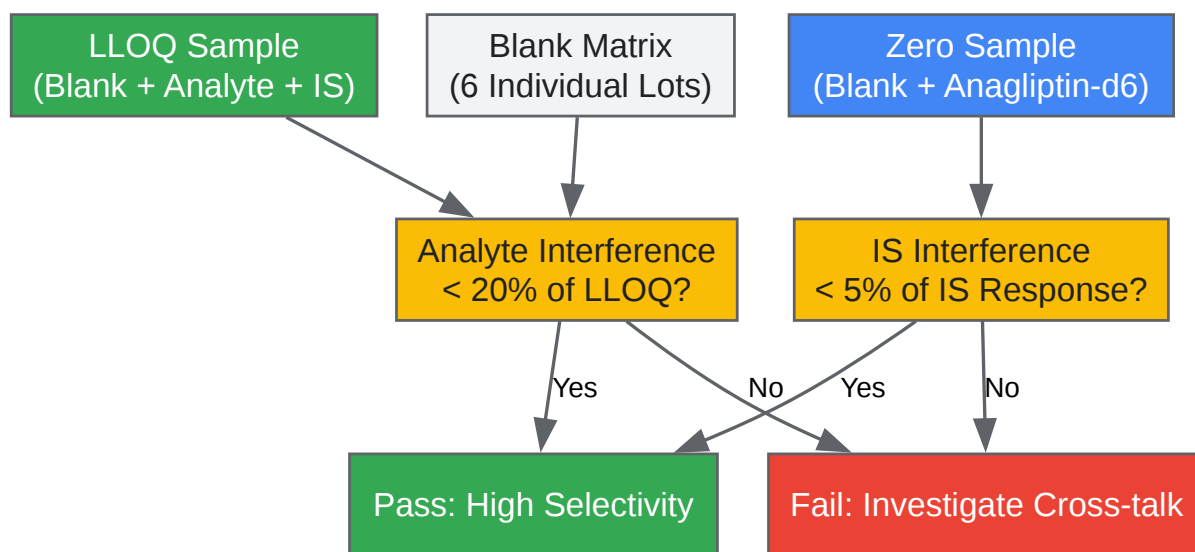 LLOQ Sample
(Blank + Analyte + IS)
Blank Matrix
(6 Individual Lots)
Zero Sample
(Blank + Anagliptin-d6)
Analyte Interference
< 20% of LLOQ?
IS Interference
< 5% of IS Response?
Yes
No
Yes
No
Pass: High Selectivity
Fail: Investigate Cross-talk